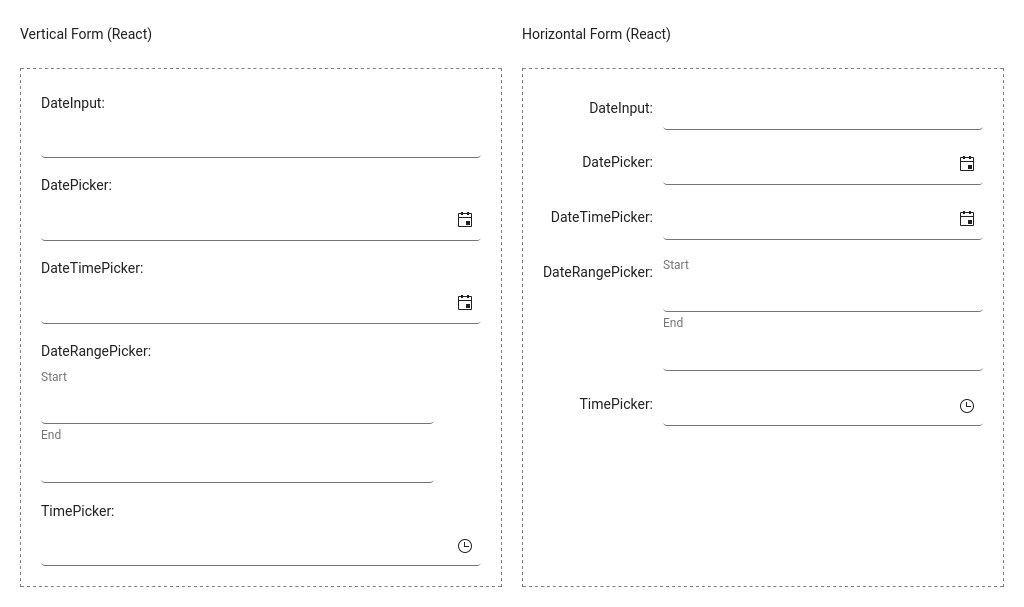 Vertical Form (React)
DateInput:
DatePicker:
DateTimePicker:
DateRangePicker:
Start
End
TimePicker:
Horizontal Form (React)
DateInput:
DatePicker:
DateTimePicker:
DateRangePicker:
Start
End
TimePicker: